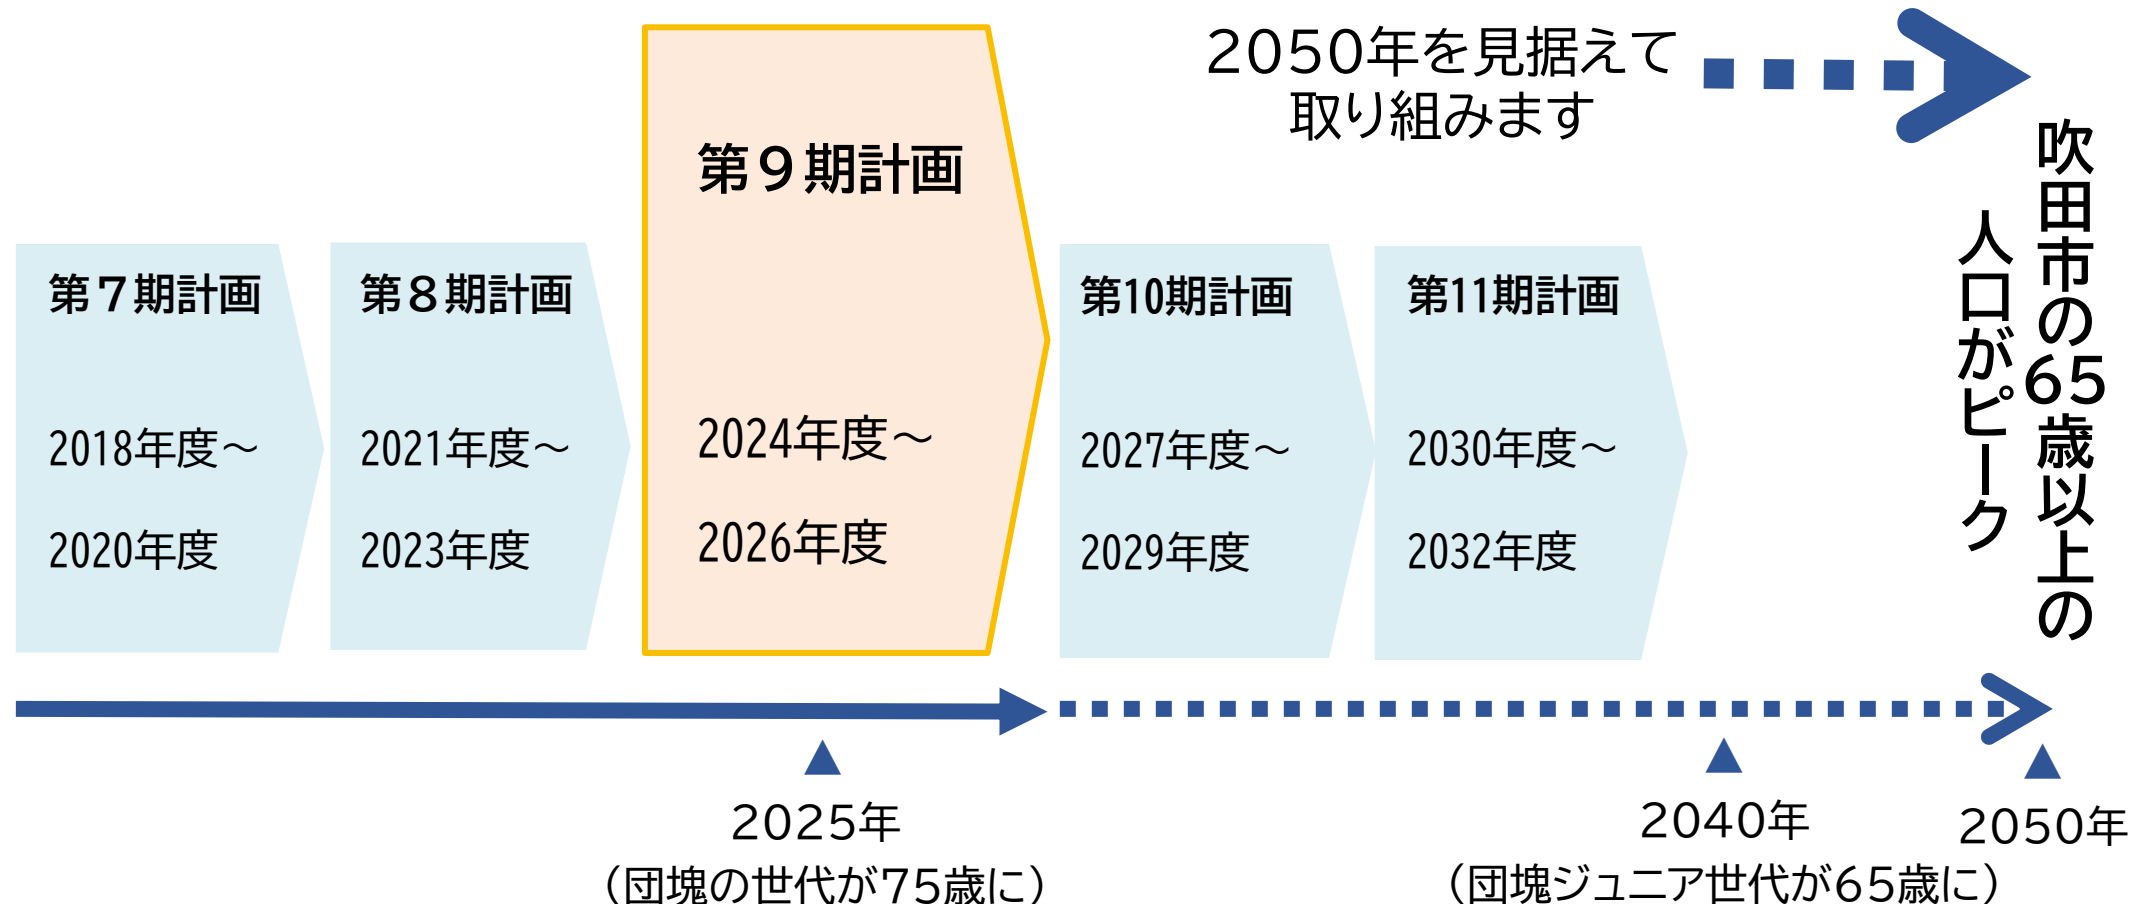 2050年を見据えて
取り組みます
吹田市の65歳以上の
人口がピーク
第7期計画
2018年度～
2020年度
第8期計画
2021年度～
2023年度
第９期計画
2024年度～
2026年度
第10期計画
2027年度～
2029年度
第11期計画
2030年度～
2032年度
2025年
（団塊の世代が75歳に）
2040年
（団塊ジュニア世代が65歳に）
2050年